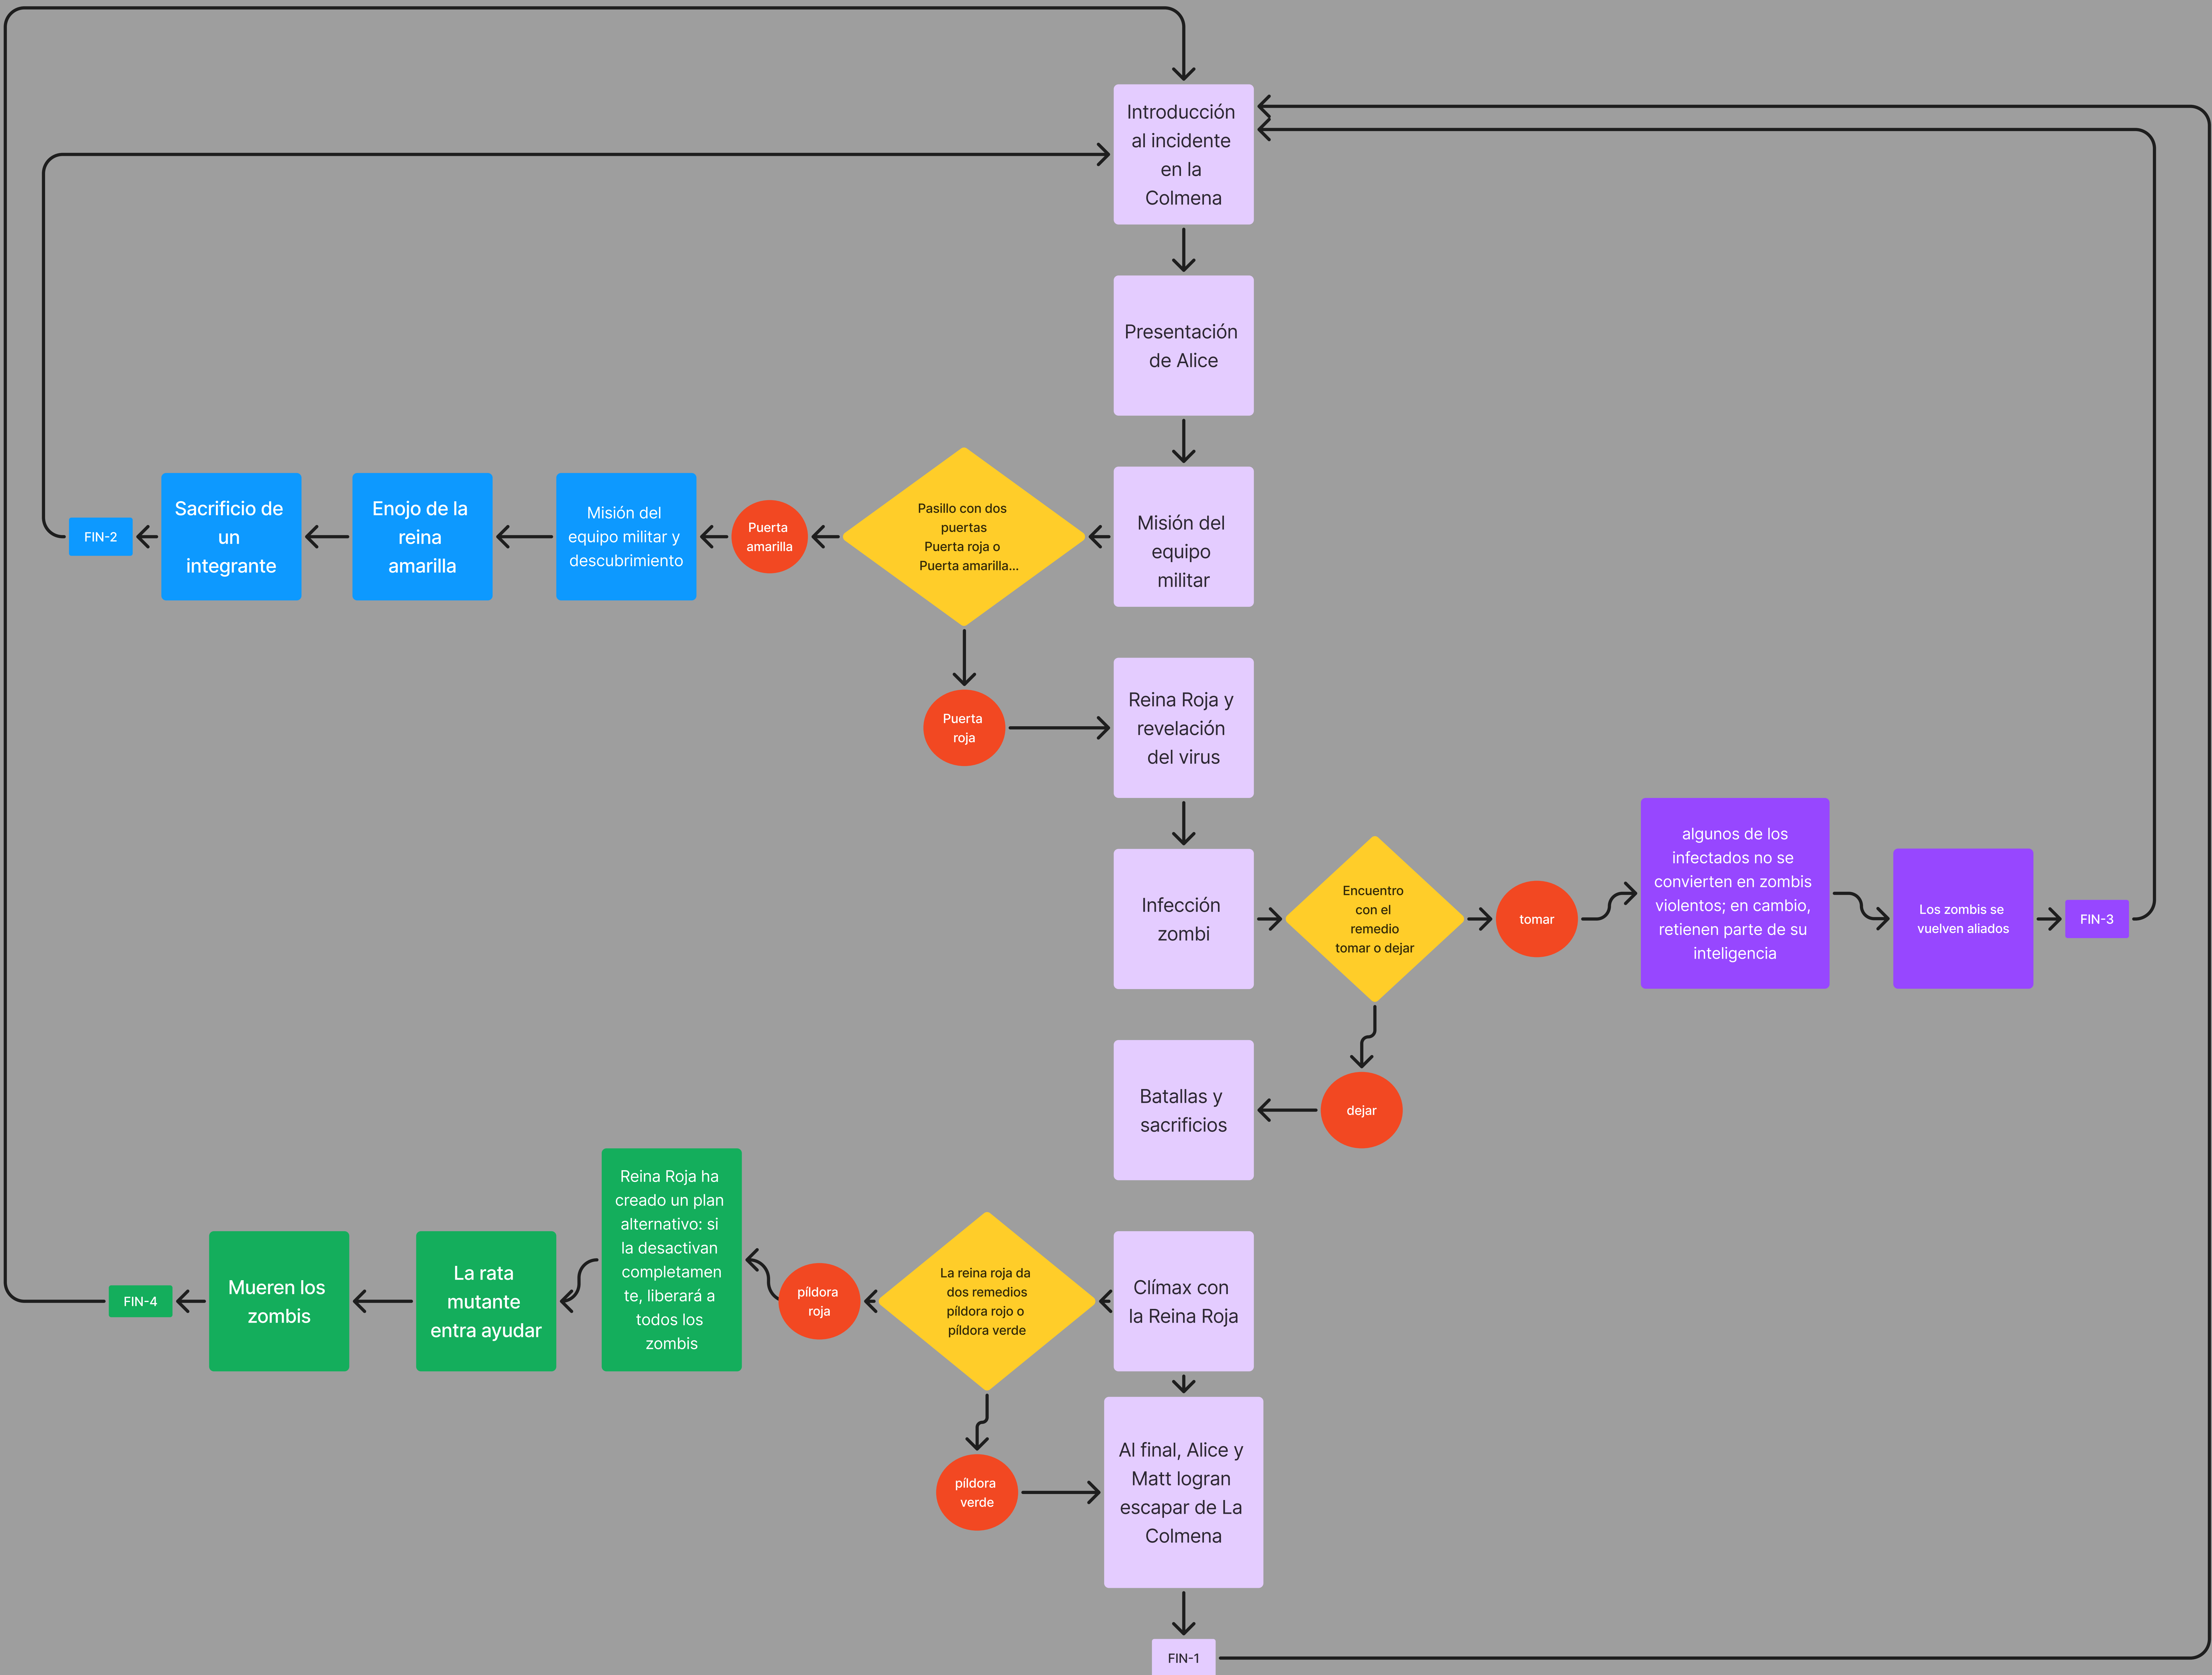 Introducción
al incidente
en la
Colmena
Presentación
de Alice
Misión del
equipo
militar
Pasillo con dos
puertas
Puerta roja o
Puerta amarilla...
Puerta
amarilla
Misión del
equipo militar y
descubrimiento
Enojo de la
reina
amarilla
Sacrificio de
un
integrante
FIN-2
Puerta
roja
Reina Roja y
revelación
del virus
Infección
zombi
Encuentro
con el
remedio
tomar o dejar
tomar
algunos de los
infectados no se
convierten en zombis
violentos; en cambio,
retienen parte de su
inteligencia
Los zombis se
vuelven aliados
FIN-3
dejar
Batallas y
sacrificios
Clímax con
la Reina Roja
La reina roja da
dos remedios
píldora rojo o
píldora verde
píldora
roja
Reina Roja ha
creado un plan
alternativo: si
la desactivan
completamen
te, liberará a
todos los
zombis
La rata
mutante
entra ayudar
Mueren los
zombis
FIN-4
píldora
verde
Al final, Alice y
Matt logran
escapar de La
Colmena
FIN-1